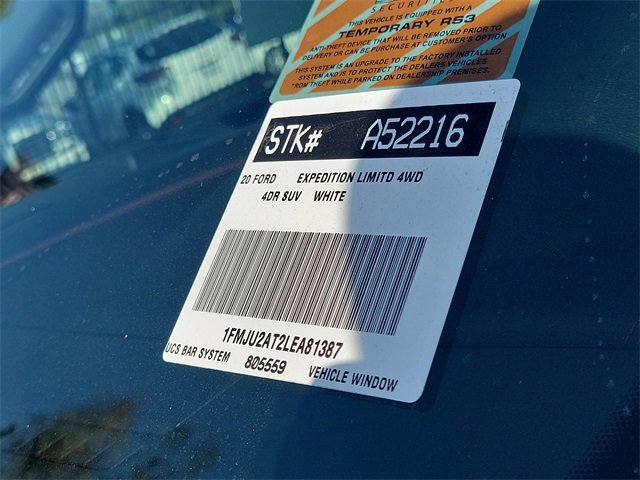 THIS VEHICLE IS EQUIPPED WITH A
TEMPORARY RS3
ANTI-THEFT DEVICE THAT WILL BE REMOVED PRIOR TO
DELIVERY OR CAN BE PURCHASE AT CUSTOMER'S OPTION
THIS SYSTEM IS AN UPGRADE TO THE FACTORY INSTALLED
SYSTEM AND IS TO PROTECT THE DEALERS VEHICLES
"ROM THEFT WHILE PARKED ON DEALERSHIP PREMISES.
STK# A52216
20 FORD EXPEDITION LIMITD 4WD
4DR SUV WHITE
1FMJU2AT2LEA81387
UCS BAR SYSTEM 805559 VEHICLE WINDOW